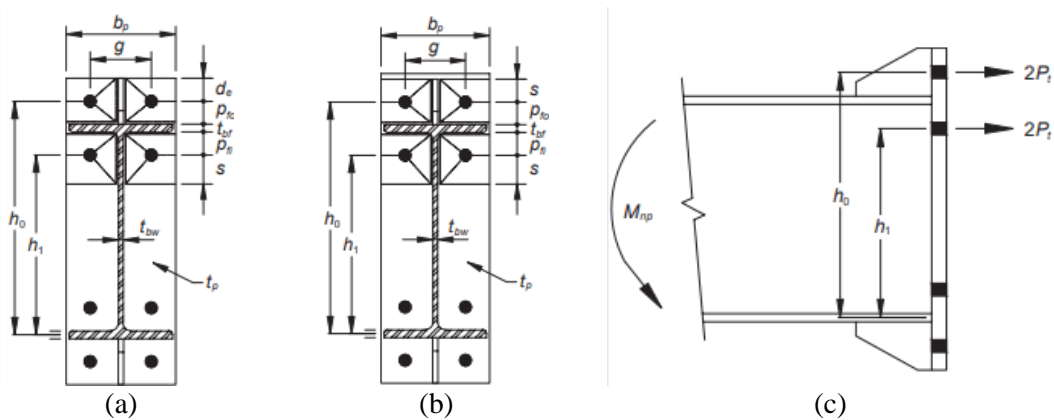 b_p
g
d_e
p_fo
t_bf
p_fi
s
h_0
h_1
t_bw
t_p
(a)
b_p
g
s
p_fo
t_bf
p_fi
s
h_0
h_1
t_bw
t_p
(b)
2P_t
2P_t
h_0
h_1
M_np
(c)